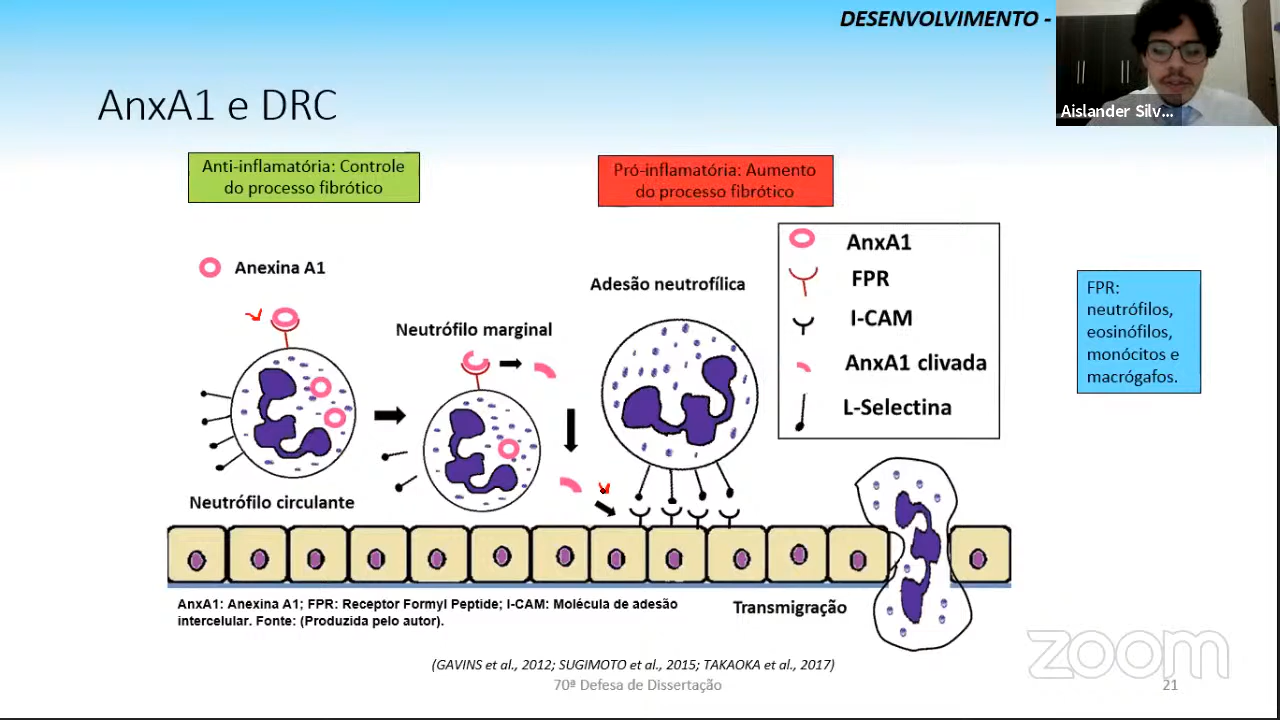 DESENVOLVIMENTO -
Aislander Silv...
AnxA1 e DRC
Anti-inflamatória: Controle
do processo fibrótico
Pró-inflamatória: Aumento
do processo fibrótico
Anexina A1
Neutrófilo marginal
Adesão neutrofílica
AnxA1
FPR
I-CAM
AnxA1 clivada
L-Selectina
FPR:
neutrófilos,
eosinófilos,
monócitos e
macrógafos.
Neutrófilo circulante
Transmigração
AnxA1: Anexina A1; FPR: Receptor Formyl Peptide; I-CAM: Molécula de adesão
intercelular. Fonte: (Produzida pelo autor).
(GAVINS et al., 2012; SUGIMOTO et al., 2015; TAKAOKA et al., 2017)
70ª Defesa de Dissertação
21
zoom